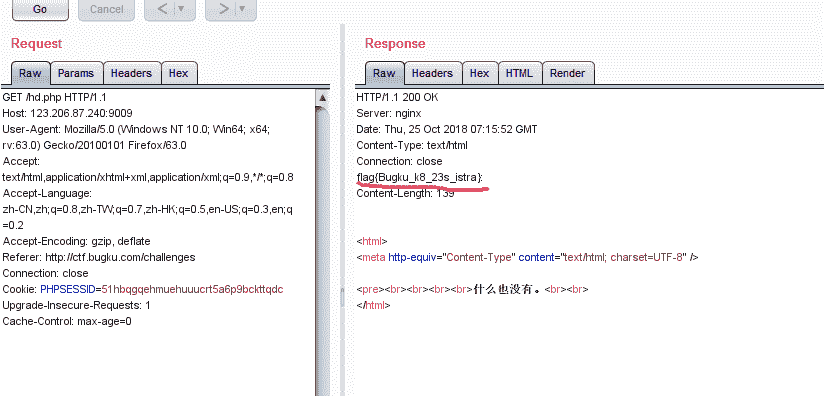 Go
Cancel
<
>
Request
Response
Raw
Params
Headers
Hex
Raw
Headers
Hex
HTML
Render
GET /hd.php HTTP/1.1
Host: 123.206.87.240:9009
User-Agent: Mozilla/5.0 (Windows NT 10.0; Win64; x64;
rv:63.0) Gecko/20100101 Firefox/63.0
Accept:
text/html,application/xhtml+xml,application/xml;q=0.9,*/*;q=0.8
Accept-Language:
zh-CN,zh;q=0.8,zh-TW;q=0.7,zh-HK;q=0.5,en-US;q=0.3,en;q
=0.2
Accept-Encoding: gzip, deflate
Referer: http://ctf.bugku.com/challenges
Connection: close
Cookie: PHPSESSID=51hbqgqehmuehuuucrt5a6p9bckttqdc
Upgrade-Insecure-Requests: 1
Cache-Control: max-age=0
HTTP/1.1 200 OK
Server: nginx
Date: Thu, 25 Oct 2018 07:15:52 GMT
Content-Type: text/html
Connection: close
flag{Bugku_k8_23s_istra}:
Content-Length: 139
<html>
<meta http-equiv="Content-Type" content="text/html; charset=UTF-8" />
<pre><br><br><br><br>什么也没有。<br><br>
</html>